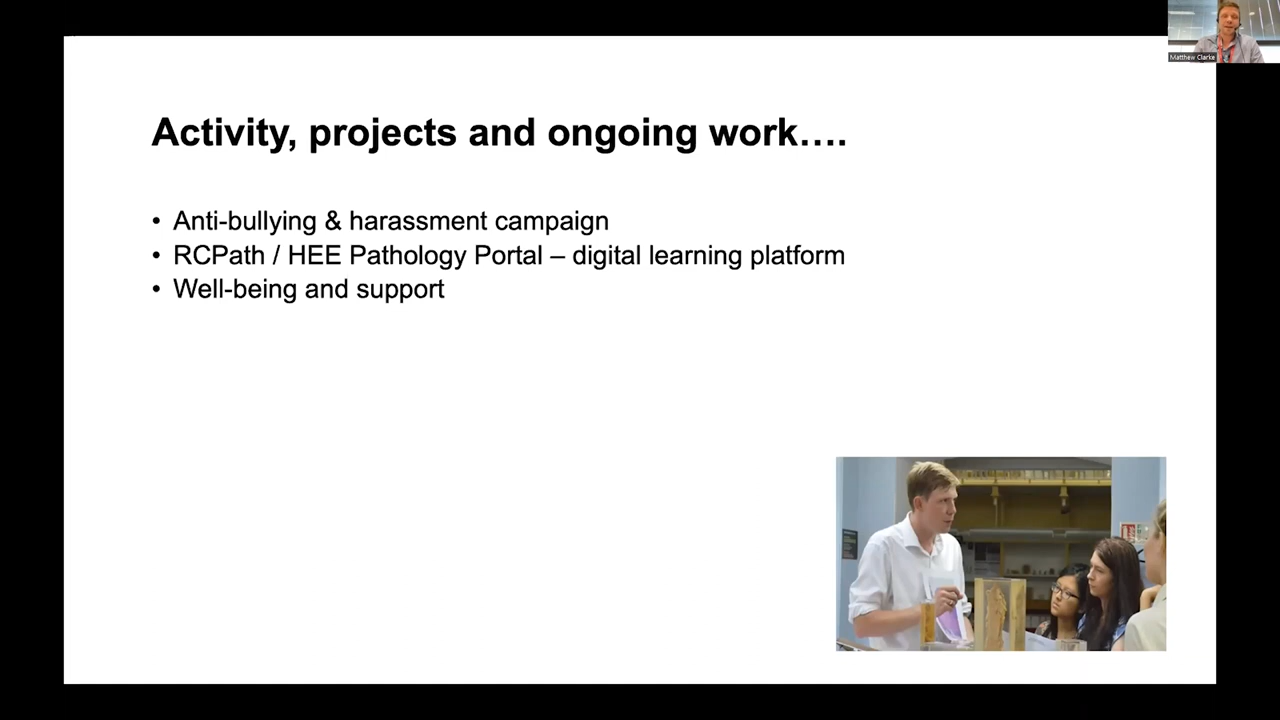 Matthew Clarke
Activity, projects and ongoing work….
• Anti-bullying & harassment campaign
• RCPath / HEE Pathology Portal – digital learning platform
• Well-being and support